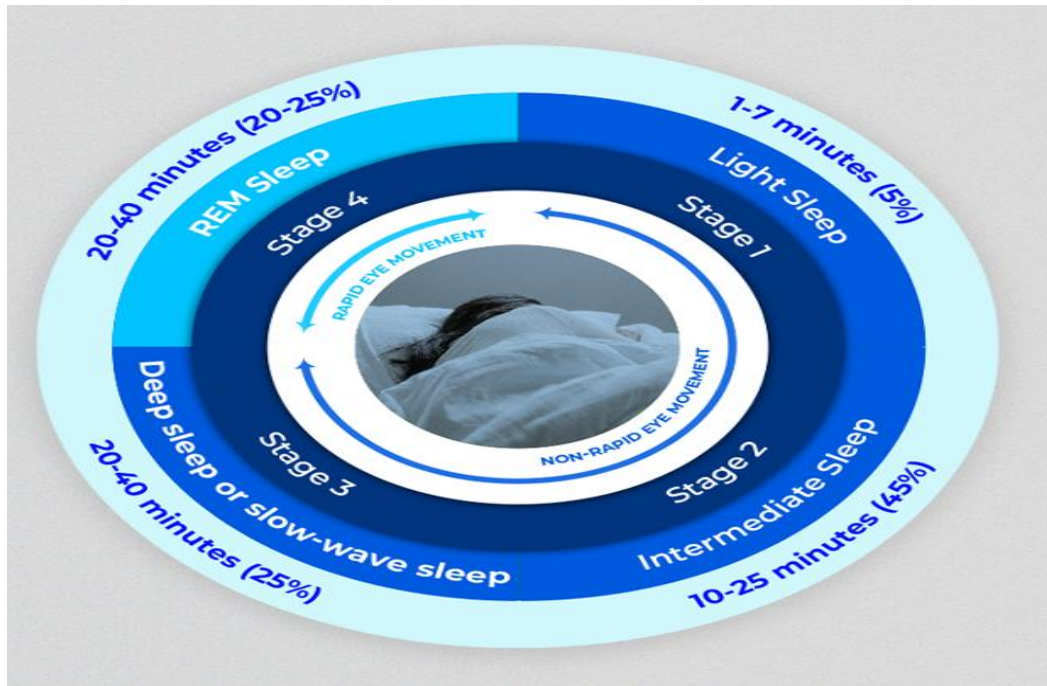 1-7 minutes (5%)
Light Sleep
Stage 1
10-25 minutes (45%)
Intermediate Sleep
Stage 2
20-40 minutes (25%)
Deep sleep or slow-wave sleep
Stage 3
20-40 minutes (20-25%)
REM Sleep
Stage 4
RAPID EYE MOVEMENT
NON-RAPID EYE MOVEMENT